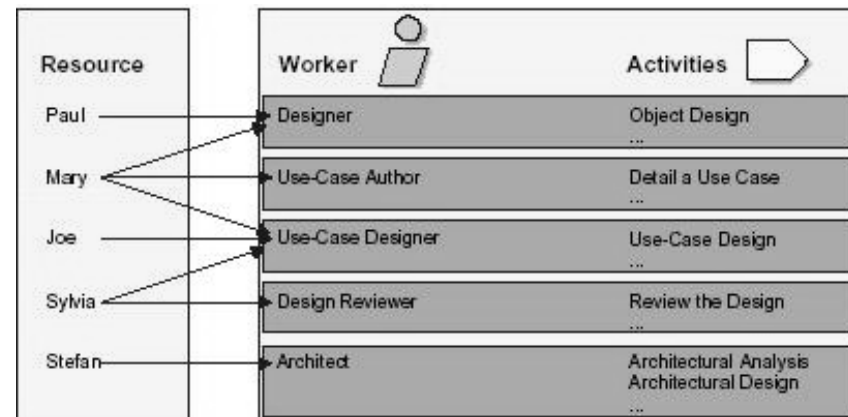 Resource
Worker
Activities
Paul
Designer
Object Design
...
Mary
Use-Case Author
Detail a Use Case
...
Joe
Use-Case Designer
Use-Case Design
...
Sylvia
Design Reviewer
Review the Design
...
Stefan
Architect
Architectural Analysis
Architectural Design
...